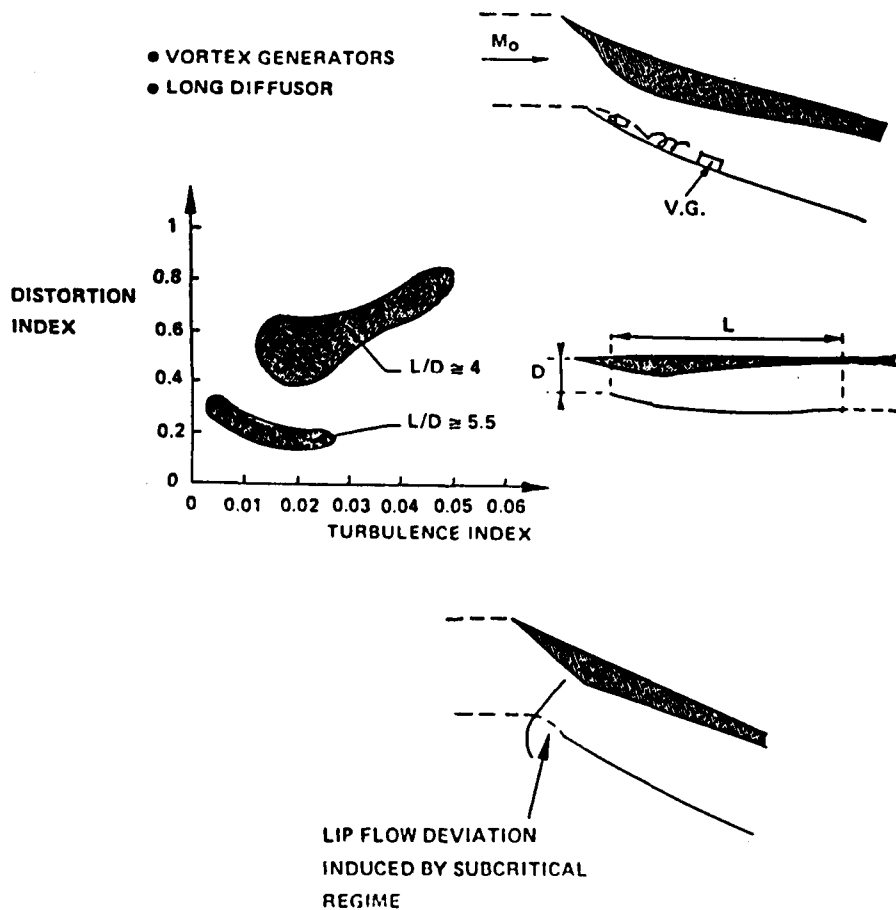 ● VORTEX GENERATORS
● LONG DIFFUSOR
M₀
V.G.
DISTORTION
INDEX
1
0.8
0.6
0.4
0.2
0
L/D ≅ 4
L/D ≅ 5.5
0 0.01 0.02 0.03 0.04 0.05 0.06
TURBULENCE INDEX
L
D
LIP FLOW DEVIATION
INDUCED BY SUBCRITICAL
REGIME